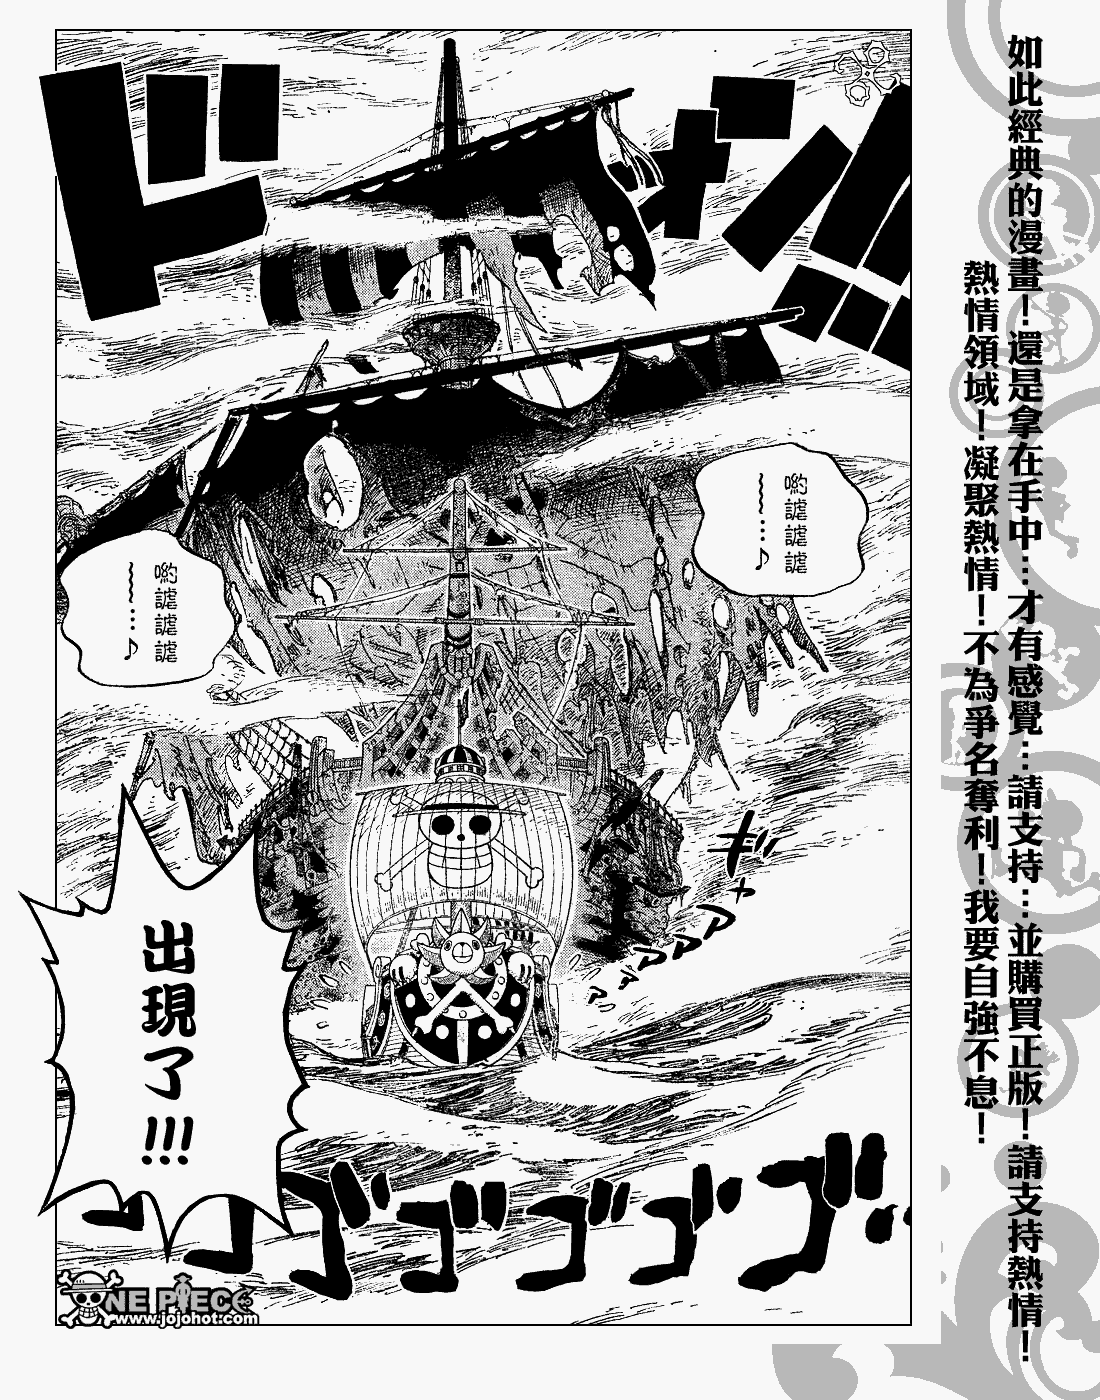 如此經典的漫畫！還是拿在手中…才有感覺…請支持…並購買正版！請支持熱情！
熱情領域！凝聚熱情！不為爭名奪利！我要自強不息！
ドォン!!!
喲謔謔謔
～～…♪
喲謔謔謔
～～…♪
ギャアアアア
出現了!!!
ゴゴゴゴゴゴ
ONE PIECE
www.jojohot.com